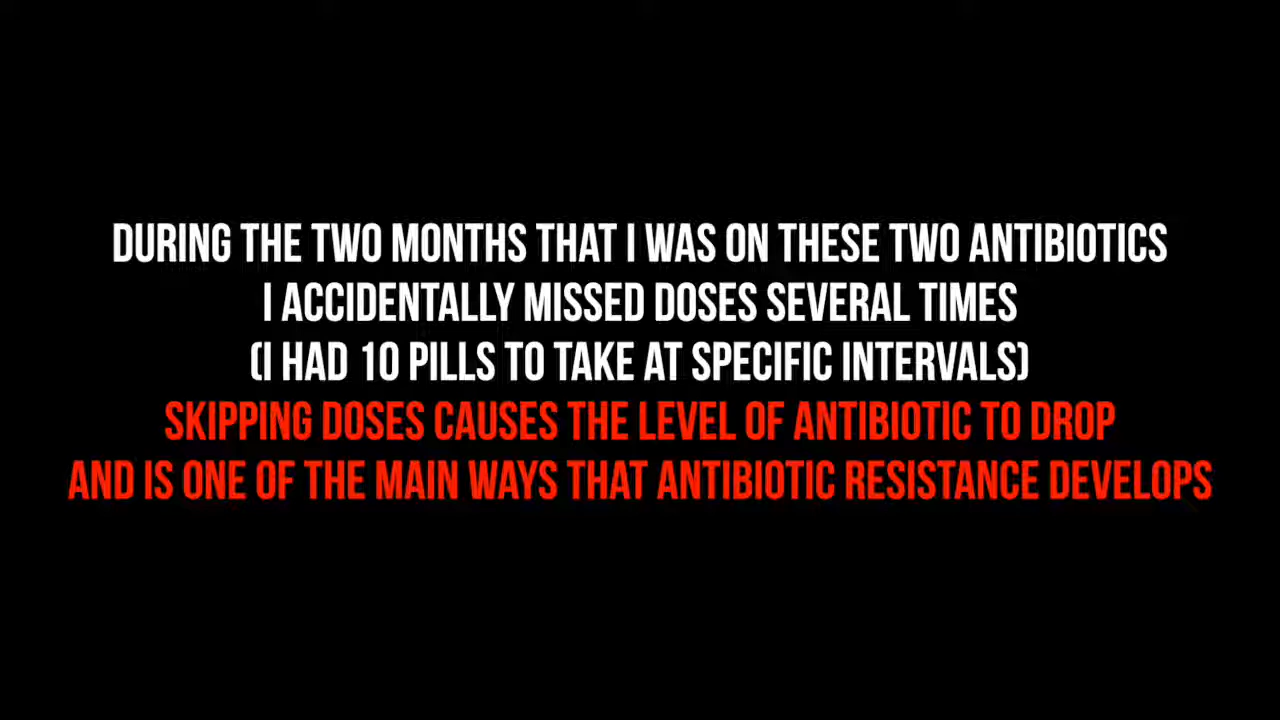 DURING THE TWO MONTHS THAT I WAS ON THESE TWO ANTIBIOTICS
I ACCIDENTALLY MISSED DOSES SEVERAL TIMES
(I HAD 10 PILLS TO TAKE AT SPECIFIC INTERVALS)
SKIPPING DOSES CAUSES THE LEVEL OF ANTIBIOTIC TO DROP
AND IS ONE OF THE MAIN WAYS THAT ANTIBIOTIC RESISTANCE DEVELOPS